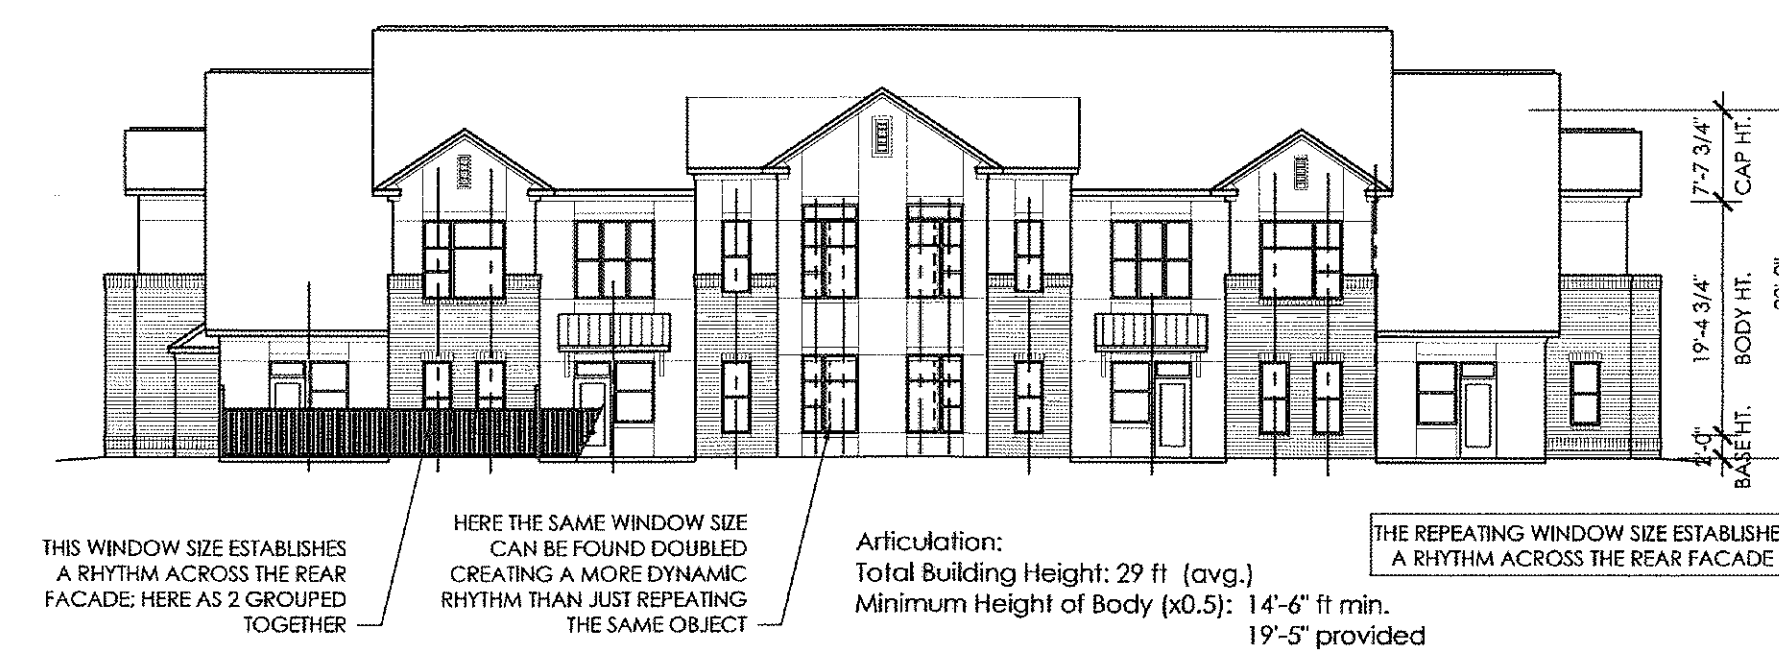 7'-7 3/4"
CAP HT.
19'-4 3/4"
BODY HT.
2'-0"
BASE HT.
THIS WINDOW SIZE ESTABLISHES
A RHYTHM ACROSS THE REAR
FACADE; HERE AS 2 GROUPED
TOGETHER
HERE THE SAME WINDOW SIZE
CAN BE FOUND DOUBLED
CREATING A MORE DYNAMIC
RHYTHM THAN JUST REPEATING
THE SAME OBJECT
Articulation:
Total Building Height: 29 ft (avg.)
Minimum Height of Body (x0.5): 14'-6" ft min.
19'-5" provided
THE REPEATING WINDOW SIZE ESTABLISHE
A RHYTHM ACROSS THE REAR FACADE